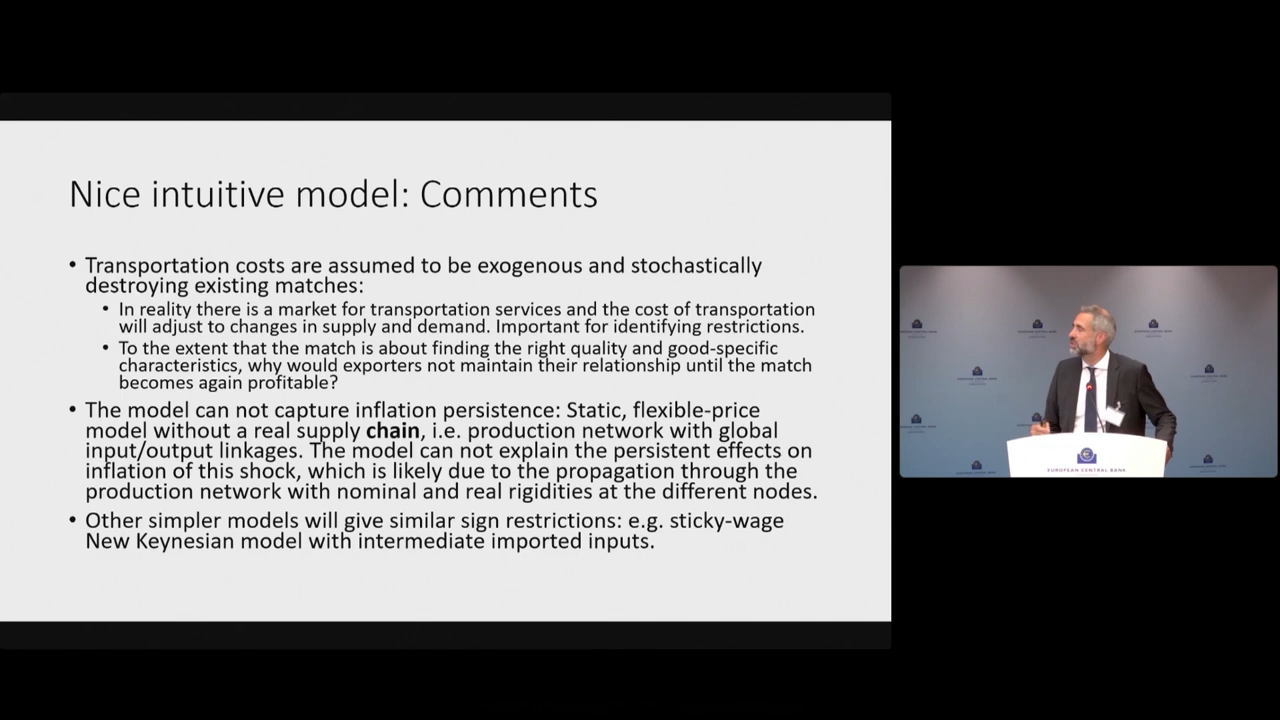 Nice intuitive model: Comments
• Transportation costs are assumed to be exogenous and stochastically
destroying existing matches:
• In reality there is a market for transportation services and the cost of transportation
will adjust to changes in supply and demand. Important for identifying restrictions.
• To the extent that the match is about finding the right quality and good-specific
characteristics, why would exporters not maintain their relationship until the match
becomes again profitable?
• The model can not capture inflation persistence: Static, flexible-price
model without a real supply chain, i.e. production network with global
input/output linkages. The model can not explain the persistent effects on
inflation of this shock, which is likely due to the propagation through the
production network with nominal and real rigidities at the different nodes.
• Other simpler models will give similar sign restrictions: e.g. sticky-wage
New Keynesian model with intermediate imported inputs.
EUROPEAN CENTRAL BANK